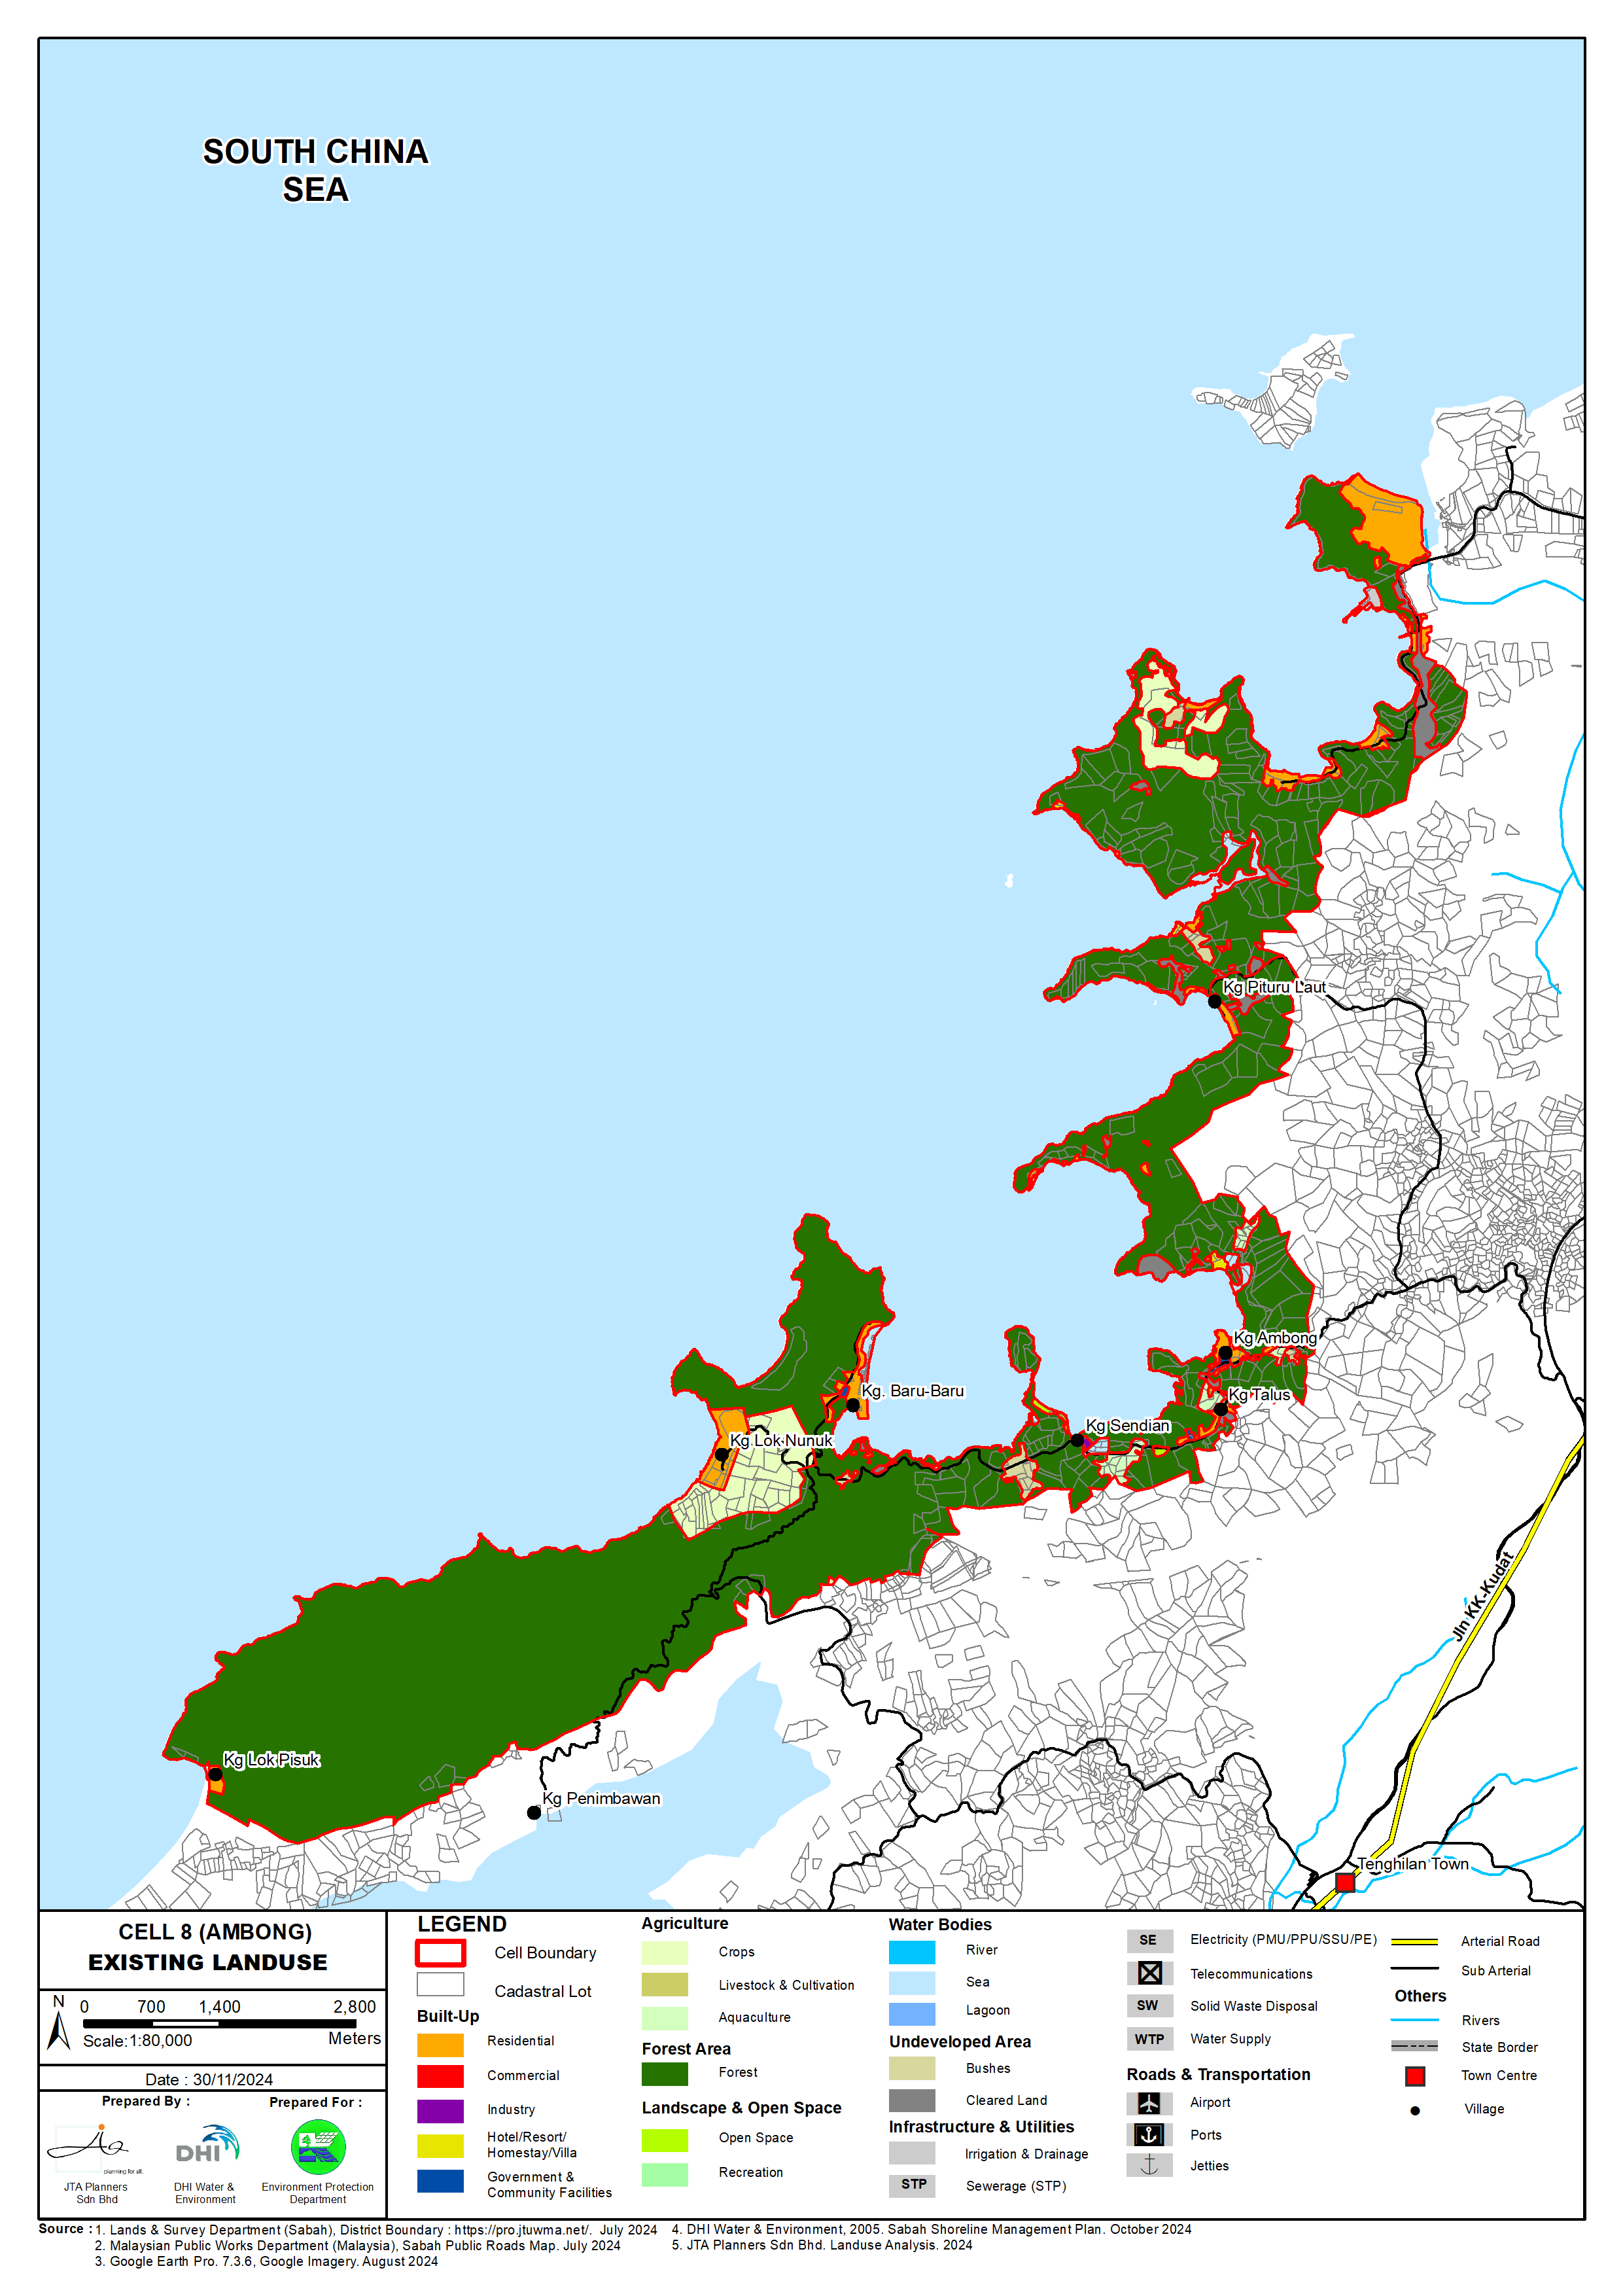 SOUTH CHINA
SEA
Kg Pituru Laut
Kg Ambong
Kg. Baru-Baru
Kg Talus
Kg Sendian
Kg Lok Nunuk
Jln KK-Kudat
Kg Lok Pisuk
Kg Penimbawan
Tenghilan Town
CELL 8 (AMBONG)
EXISTING LANDUSE
N
0 700 1,400 2,800
Scale:1:80,000 Meters
Date : 30/11/2024
Prepared By : Prepared For :
planning for all.
DHI
JTA Planners
Sdn Bhd
DHI Water &
Environment
Environment Protection
Department
LEGEND
Cell Boundary
Cadastral Lot
Built-Up
Residential
Commercial
Industry
Hotel/Resort/
Homestay/Villa
Government &
Community Facilities
Agriculture
Crops
Livestock & Cultivation
Aquaculture
Forest Area
Forest
Landscape & Open Space
Open Space
Recreation
Water Bodies
River
Sea
Lagoon
Undeveloped Area
Bushes
Cleared Land
Infrastructure & Utilities
Irrigation & Drainage
STP Sewerage (STP)
SE Electricity (PMU/PPU/SSU/PE)
Telecommunications
SW Solid Waste Disposal
WTP Water Supply
Roads & Transportation
Airport
Ports
Jetties
Arterial Road
Sub Arterial
Others
Rivers
State Border
Town Centre
Village
Source : 1. Lands & Survey Department (Sabah), District Boundary : https://pro.jtuwma.net/. July 2024
2. Malaysian Public Works Department (Malaysia), Sabah Public Roads Map. July 2024
3. Google Earth Pro. 7.3.6, Google Imagery. August 2024
4. DHI Water & Environment, 2005. Sabah Shoreline Management Plan. October 2024
5. JTA Planners Sdn Bhd. Landuse Analysis. 2024